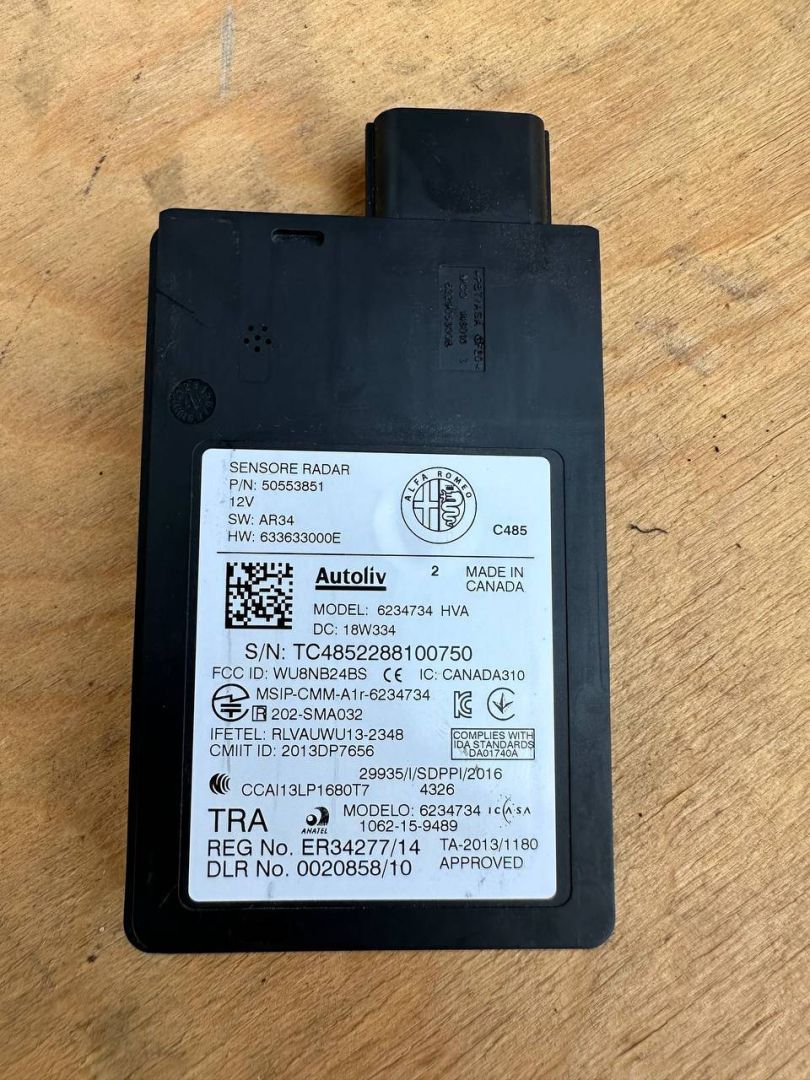 SENSORE RADAR
P/N: 50553851
12V
SW: AR34
HW: 633633000E
ALFA ROMEO
C485
Autoliv 2 MADE IN
CANADA
MODEL: 6234734 HVA
DC: 18W334
S/N: TC4852288100750
FCC ID: WU8NB24BS CE IC: CANADA310
MSIP-CMM-A1r-6234734
R 202-SMA032
IFETEL: RLVAUWU13-2348
CMIIT ID: 2013DP7656
COMPLIES WITH
IDA STANDARDS
DA01740A
29935/I/SDPPI/2016
CCAI13LP1680T7 4326
TRA ANATEL MODELO: 6234734 ICASA
1062-15-9489
REG No. ER34277/14 TA-2013/1180
DLR No. 0020858/10 APPROVED